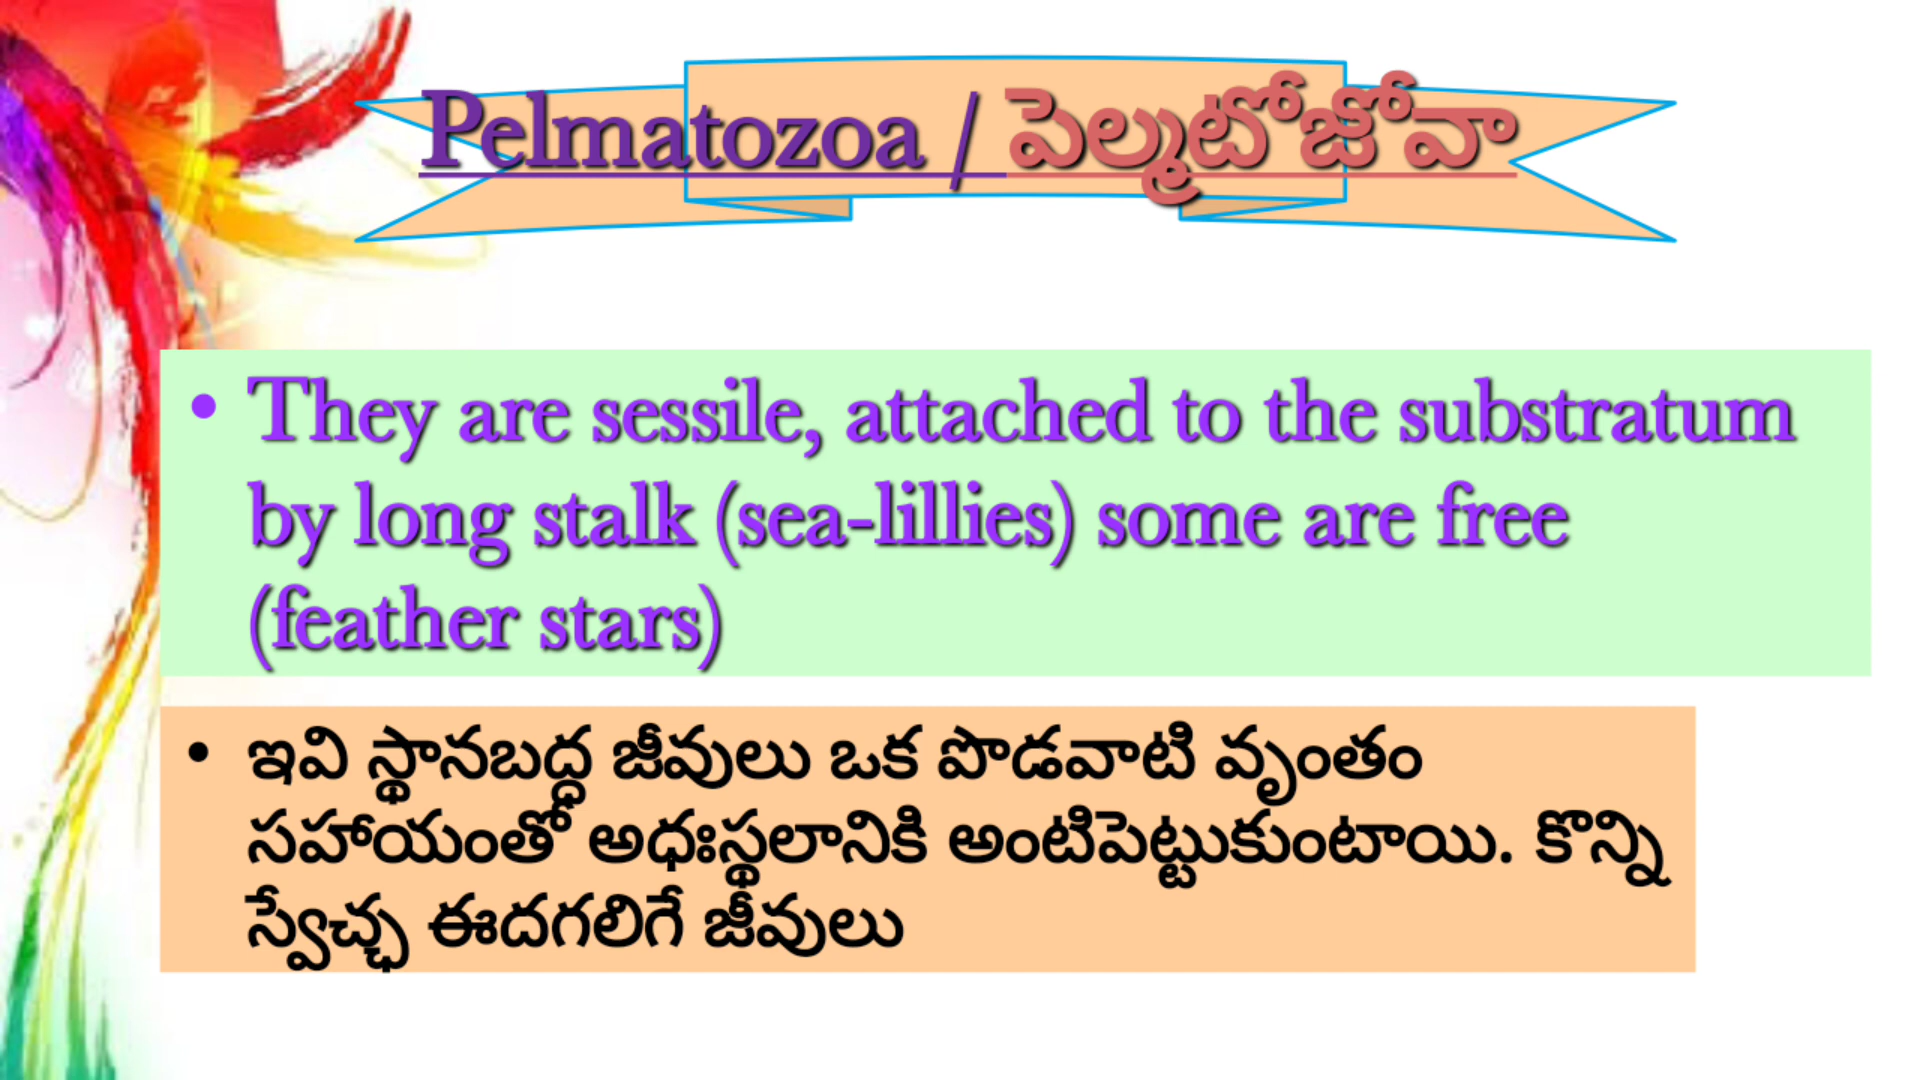 Pelmatozoa / పెల్మటోజోవా
• They are sessile, attached to the substratum
by long stalk (sea-lillies) some are free
(feather stars)
• ఇవి స్థానబద్ధ జీవులు ఒక పొడవాటి వృంతం
సహాయంతో అధఃస్థలానికి అంటిపెట్టుకుంటాయి. కొన్ని
స్వేచ్ఛ ఈదగలిగే జీవులు